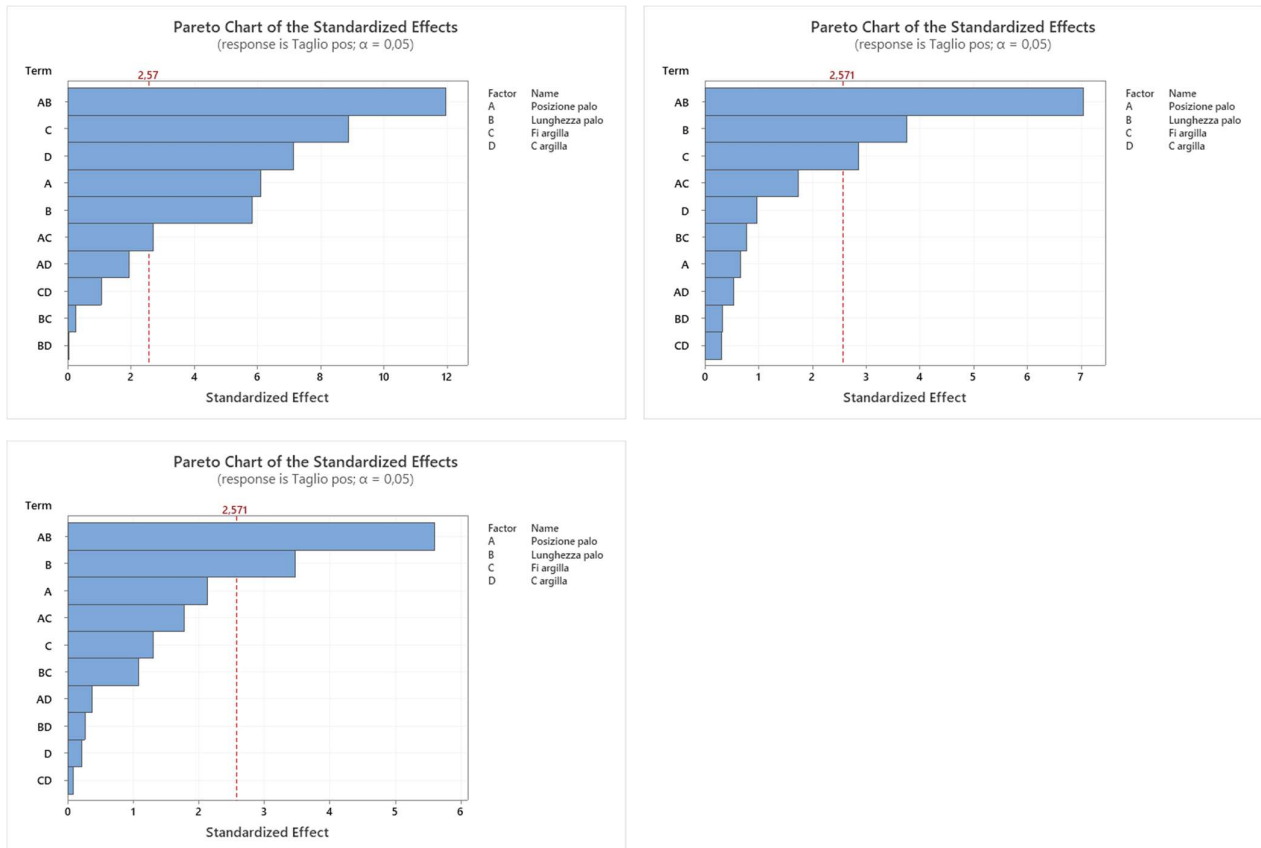 Pareto Chart of the Standardized Effects
(response is Taglio pos; α = 0,05)
Term
2,57
AB
C
D
A
B
AC
AD
CD
BC
BD
0 2 4 6 8 10 12
Standardized Effect
Factor Name
A Posizione palo
B Lunghezza palo
C Fi argilla
D C argilla
Pareto Chart of the Standardized Effects
(response is Taglio pos; α = 0,05)
Term
2,571
AB
B
C
AC
D
BC
A
AD
BD
CD
0 1 2 3 4 5 6 7
Standardized Effect
Factor Name
A Posizione palo
B Lunghezza palo
C Fi argilla
D C argilla
Pareto Chart of the Standardized Effects
(response is Taglio pos; α = 0,05)
Term
2,571
AB
B
A
AC
C
BC
AD
BD
D
CD
0 1 2 3 4 5 6
Standardized Effect
Factor Name
A Posizione palo
B Lunghezza palo
C Fi argilla
D C argilla